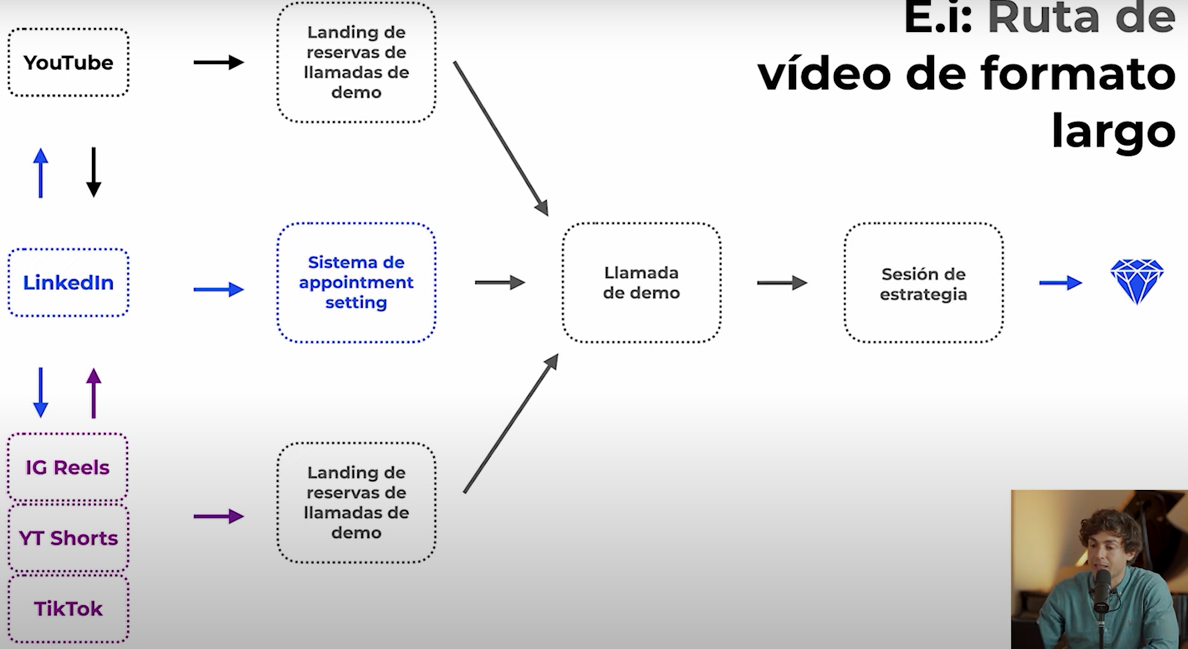 E.i: Ruta de
vídeo de formato
largo
YouTube
Landing de
reservas de
llamadas de
demo
LinkedIn
Sistema de
appointment
setting
Llamada
de demo
Sesión de
estrategia
IG Reels
YT Shorts
TikTok
Landing de
reservas de
llamadas de
demo